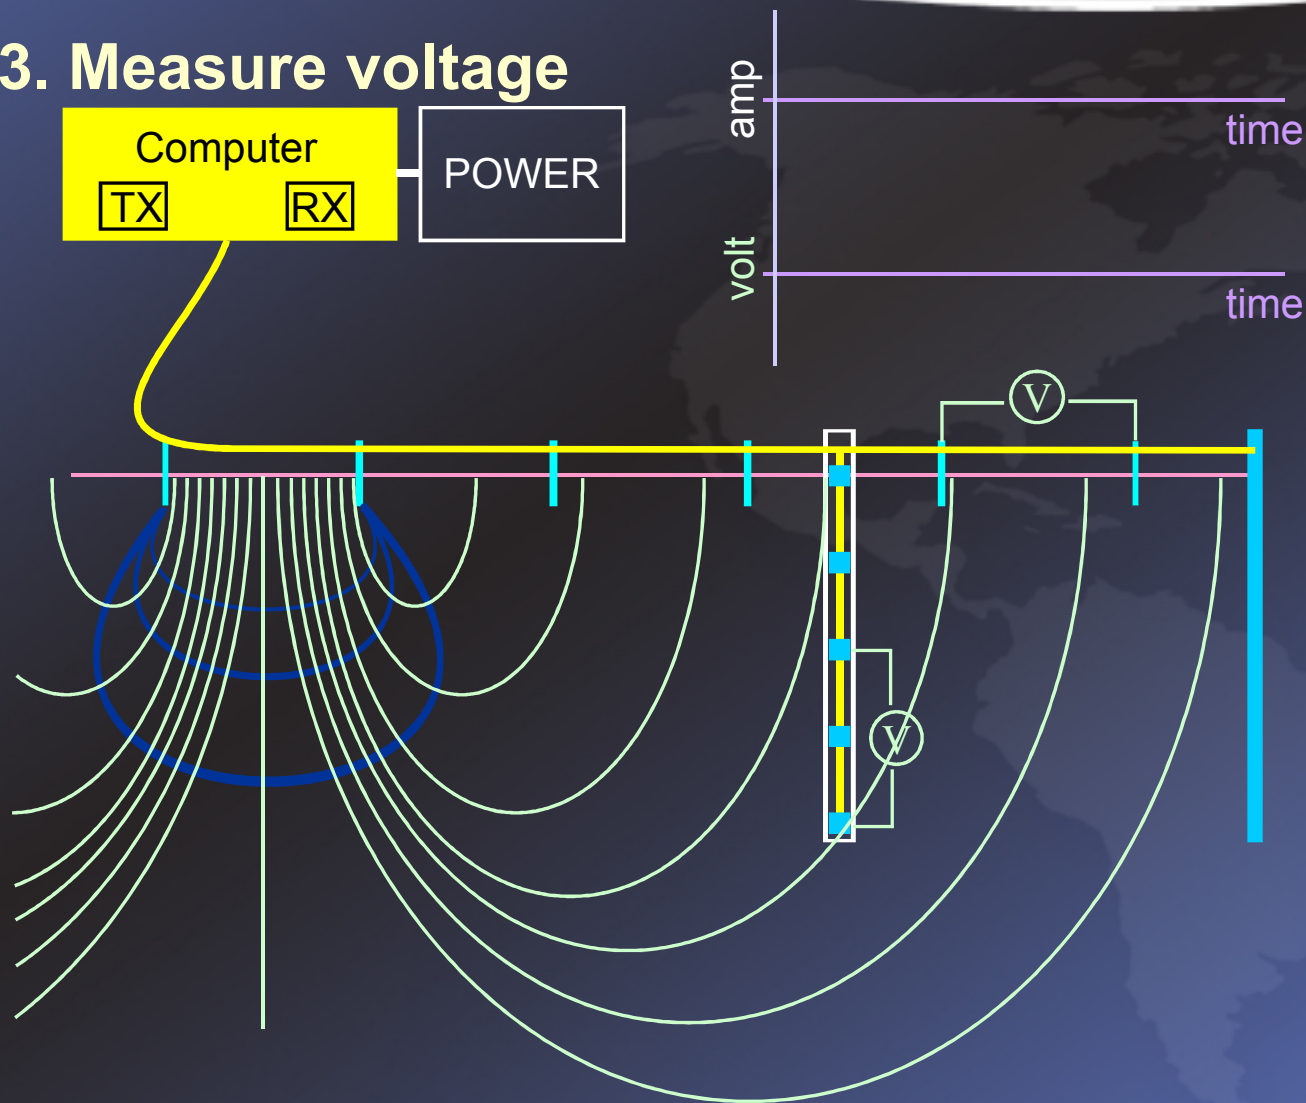 3. Measure voltage
Computer
TX
RX
POWER
amp
time
volt
time
V
V